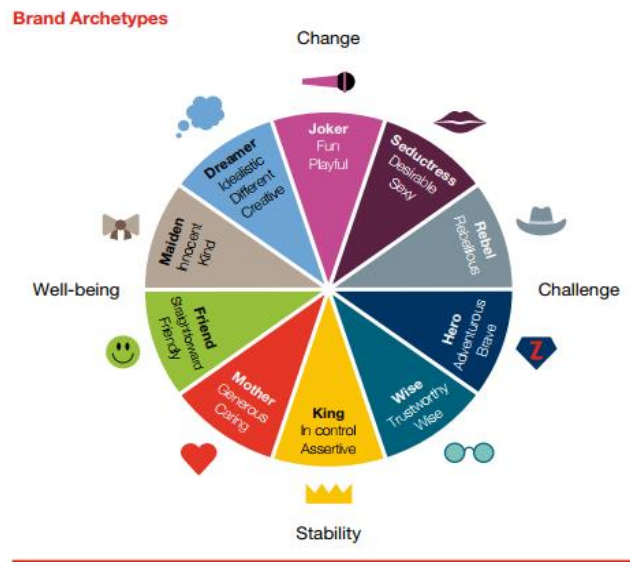 Brand Archetypes
Change
Joker
Fun
Playful
Seductress
Desirable
Sexy
Rebel
Rebellious
Challenge
Hero
Adventurous
Brave
Z
Wise
Trustworthy
Wise
King
In control
Assertive
Stability
Mother
Generous
Caring
Friend
Straightforward
Friendly
Well-being
Maiden
Innocent
Kind
Dreamer
Idealistic
Different
Creative